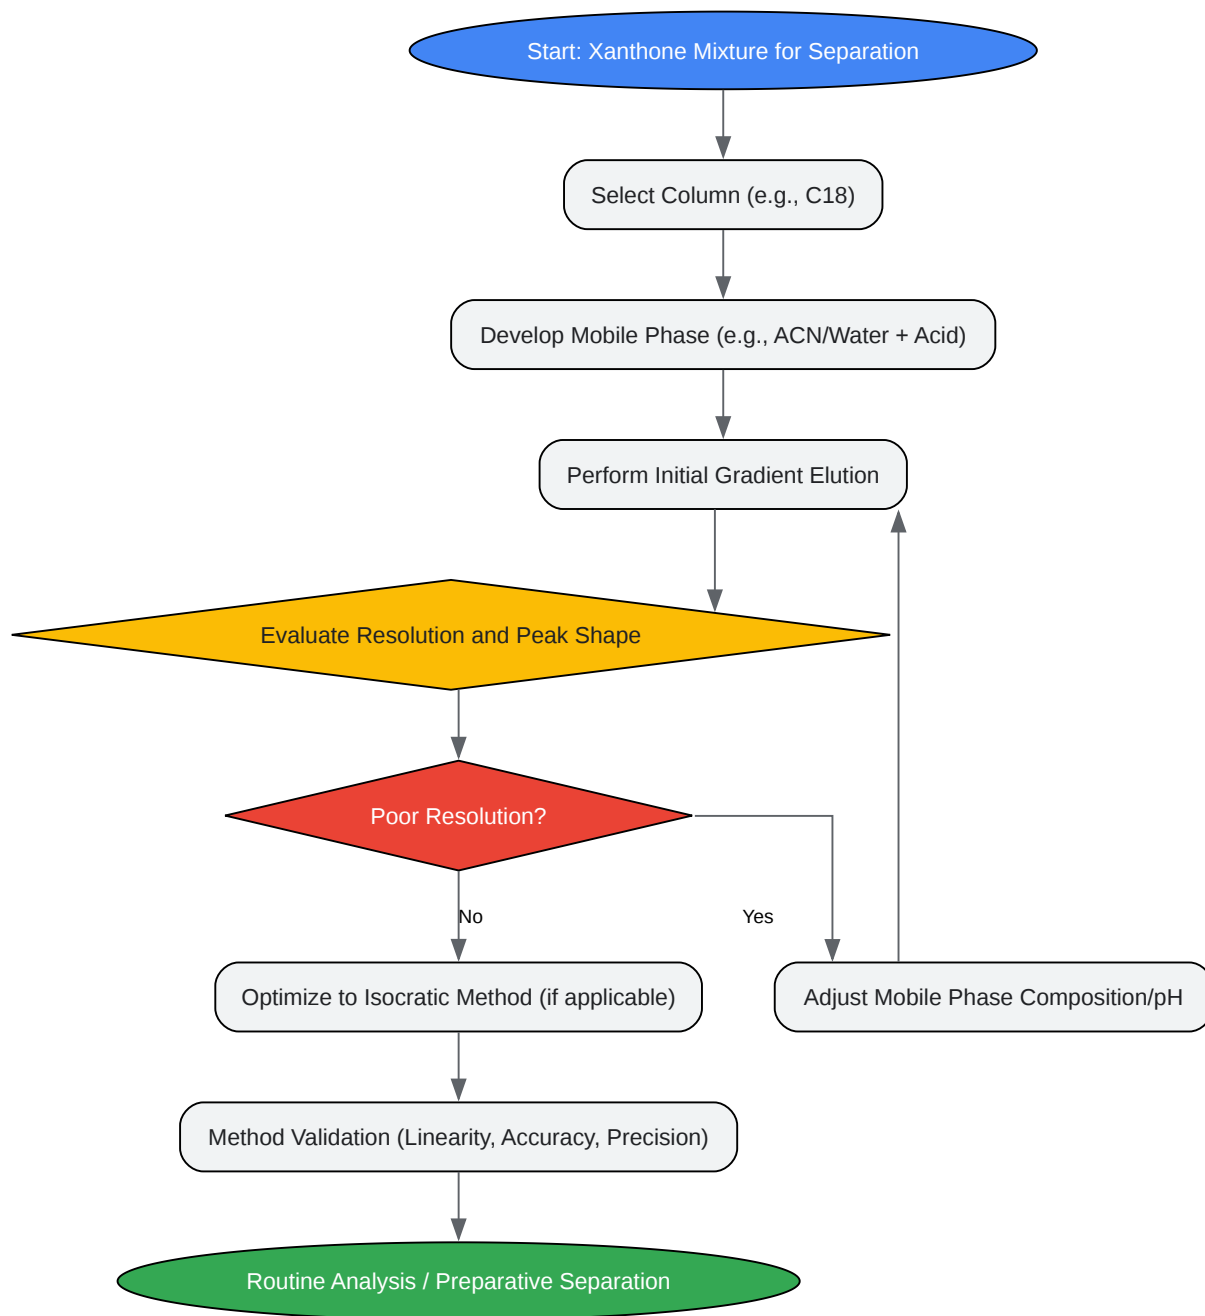 Start: Xanthone Mixture for Separation
Select Column (e.g., C18)
Develop Mobile Phase (e.g., ACN/Water + Acid)
Perform Initial Gradient Elution
Evaluate Resolution and Peak Shape
Poor Resolution?
No
Yes
Optimize to Isocratic Method (if applicable)
Adjust Mobile Phase Composition/pH
Method Validation (Linearity, Accuracy, Precision)
Routine Analysis / Preparative Separation